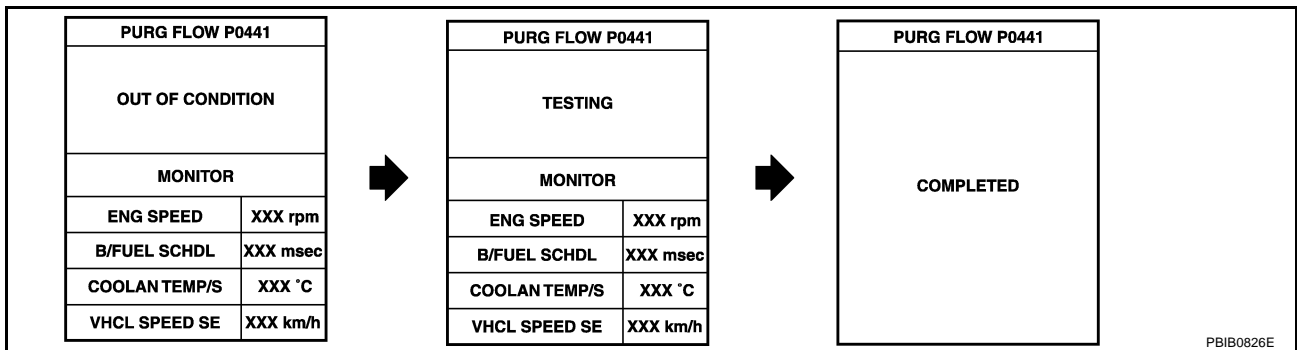 PURG FLOW P0441
OUT OF CONDITION
MONITOR
ENG SPEED XXX rpm
B/FUEL SCHDL XXX msec
COOLAN TEMP/S XXX °C
VHCL SPEED SE XXX km/h
PURG FLOW P0441
TESTING
MONITOR
ENG SPEED XXX rpm
B/FUEL SCHDL XXX msec
COOLAN TEMP/S XXX °C
VHCL SPEED SE XXX km/h
PURG FLOW P0441
COMPLETED
PBIB0826E